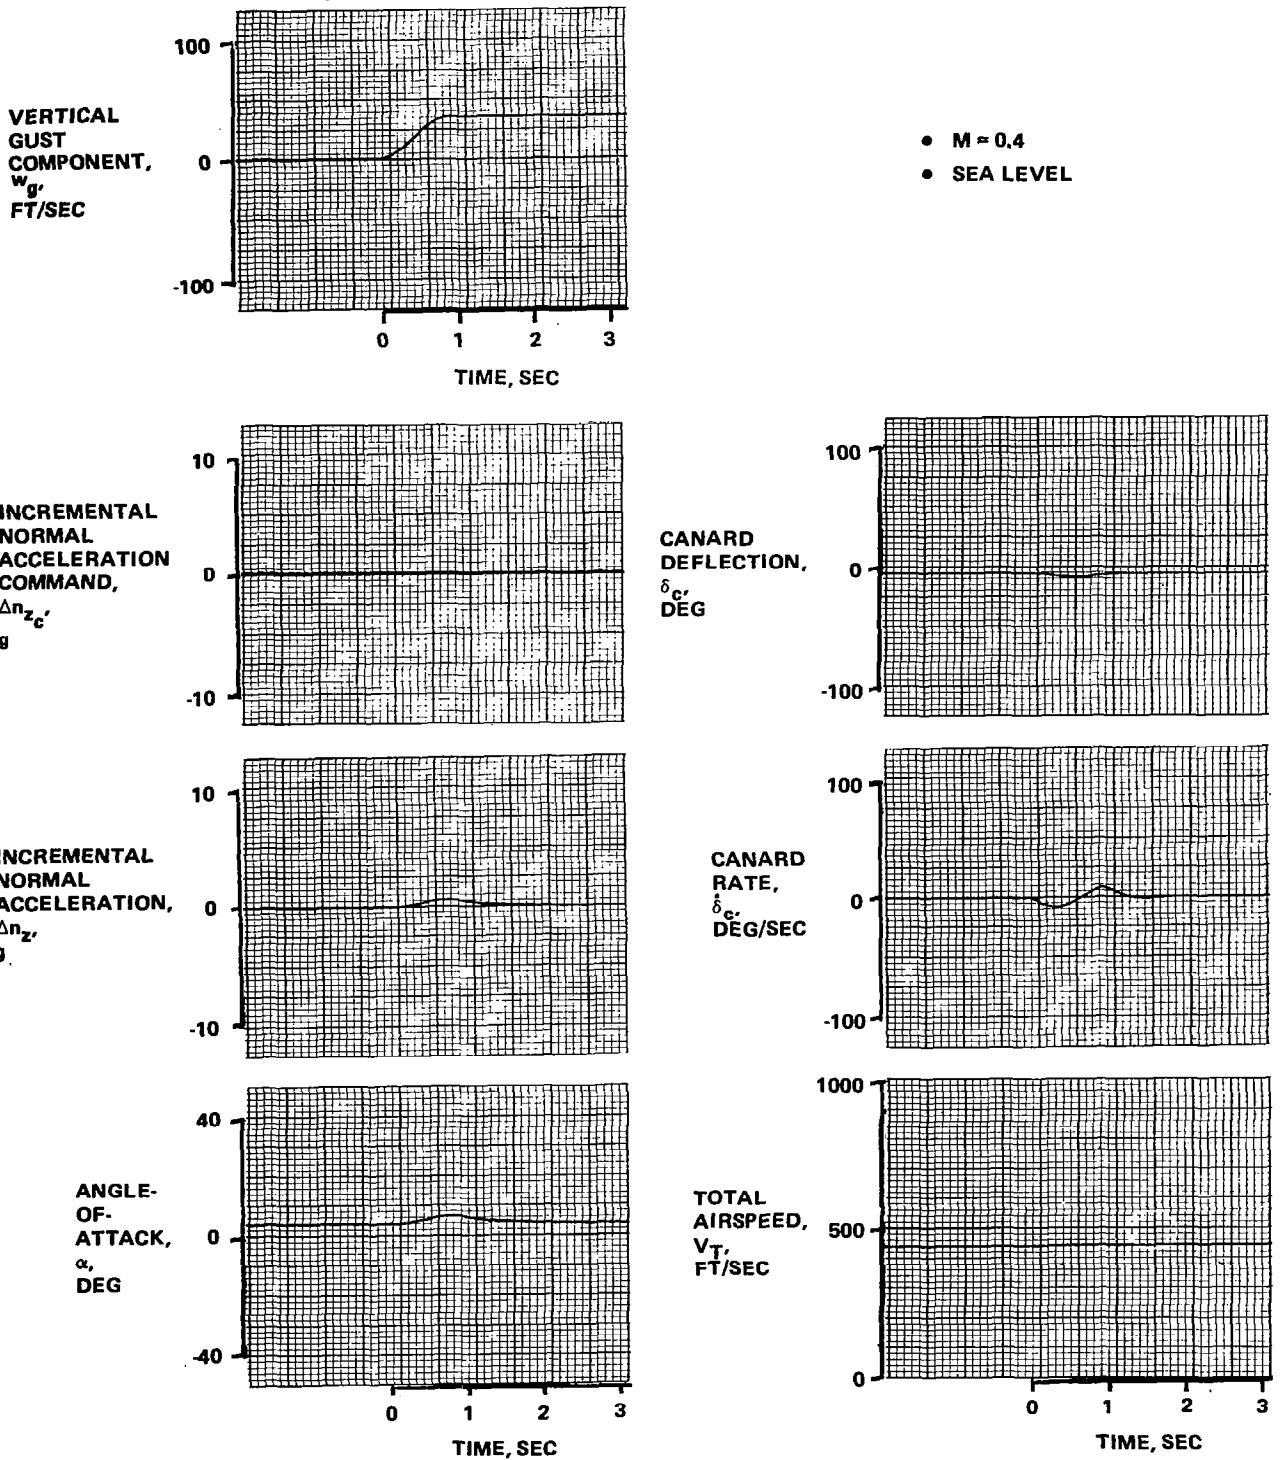 100
0
-100
VERTICAL
GUST
COMPONENT,
wg,
FT/SEC
0 1 2 3
TIME, SEC
• M = 0.4
• SEA LEVEL
INCREMENTAL
NORMAL
ACCELERATION
COMMAND,
Δnzc,
g
10
0
-10
CANARD
DEFLECTION,
δc,
DEG
100
0
-100
INCREMENTAL
NORMAL
ACCELERATION,
Δnz,
g
10
0
-10
CANARD
RATE,
δ̇c,
DEG/SEC
100
0
-100
ANGLE-
OF-
ATTACK,
α,
DEG
40
0
-40
0 1 2 3
TIME, SEC
TOTAL
AIRSPEED,
VT,
FT/SEC
1000
500
0
0 1 2 3
TIME, SEC